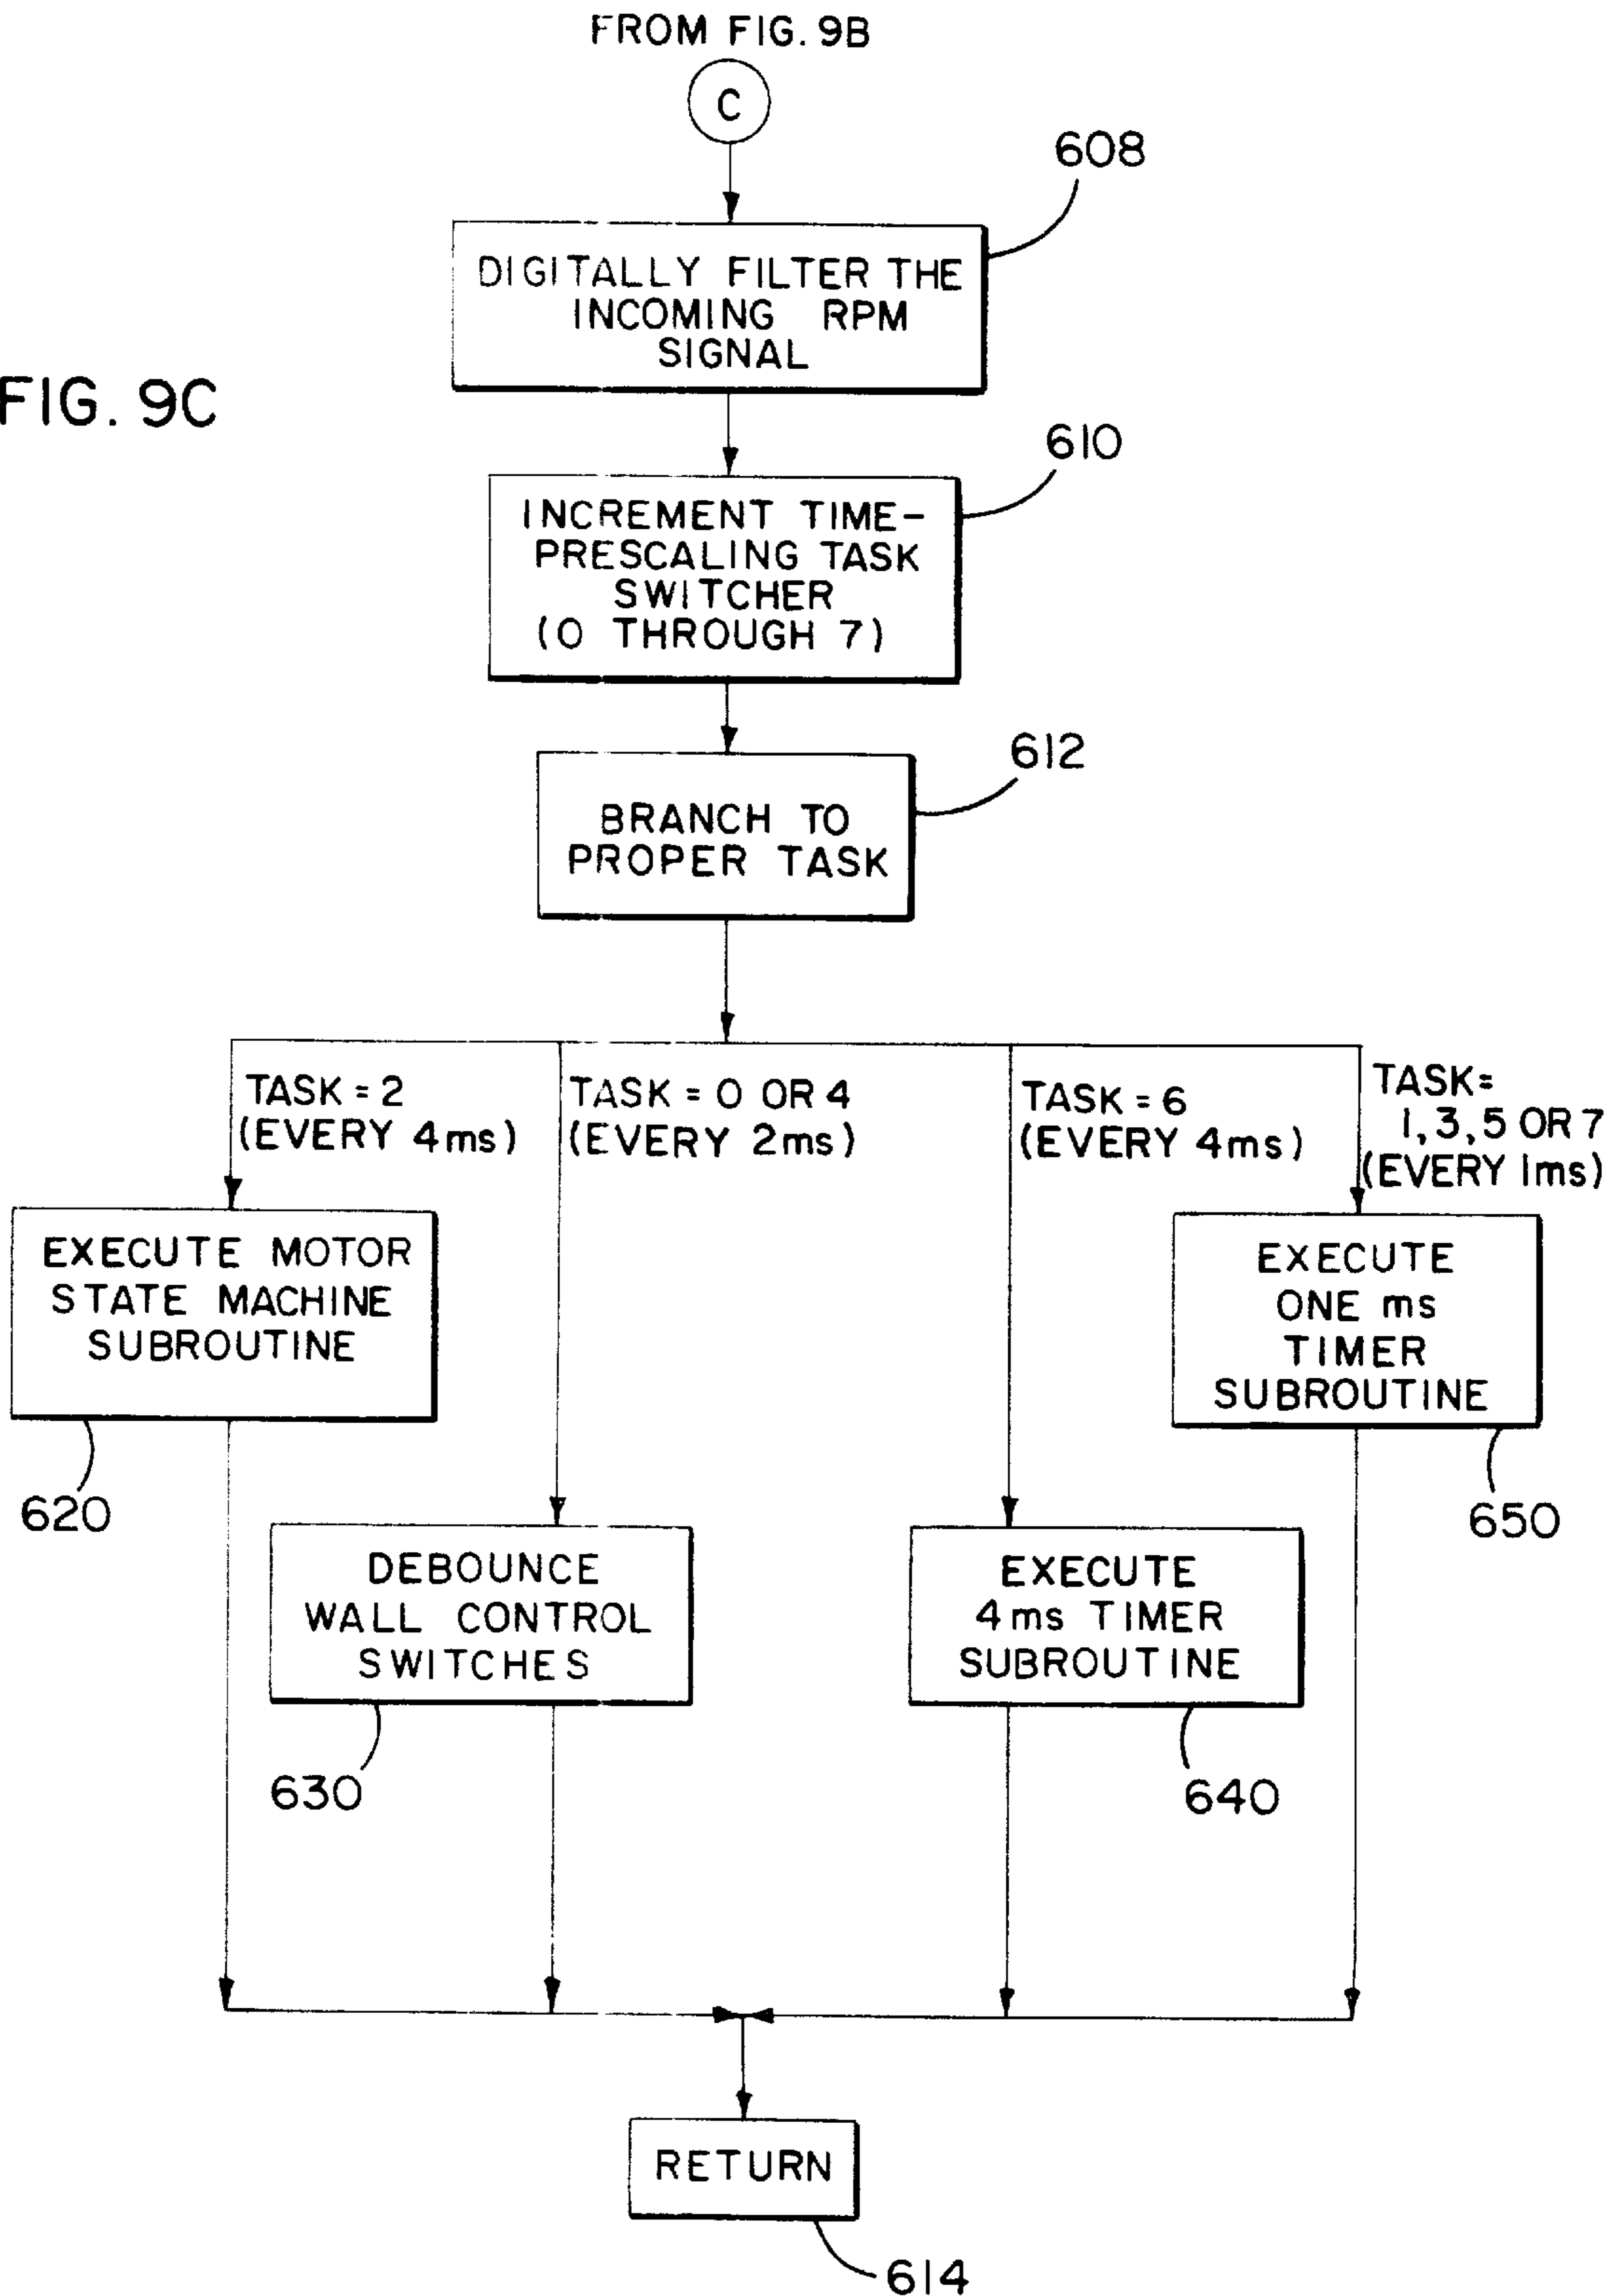 FROM FIG. 9B
C
608
DIGITALLY FILTER THE
INCOMING RPM
SIGNAL
FIG. 9C
610
INCREMENT TIME-
PRESCALING TASK
SWITCHER
(0 THROUGH 7)
612
BRANCH TO
PROPER TASK
TASK = 2
(EVERY 4ms)
TASK = 0 OR 4
(EVERY 2ms)
TASK = 6
(EVERY 4ms)
TASK=
1, 3, 5 OR 7
(EVERY 1ms)
EXECUTE MOTOR
STATE MACHINE
SUBROUTINE
620
DEBOUNCE
WALL CONTROL
SWITCHES
630
EXECUTE
4ms TIMER
SUBROUTINE
640
EXECUTE
ONE ms
TIMER
SUBROUTINE
650
RETURN
614